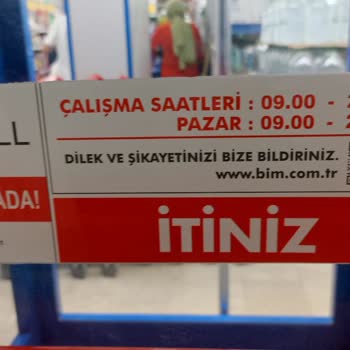 ÇALIŞMA SAATLERİ : 09.00 -
PAZAR : 09.00 -
DİLEK VE ŞİKAYETİNİZİ BİZE BİLDİRİNİZ.
www.bim.com.tr
LL
ADA!
İTİNİZ